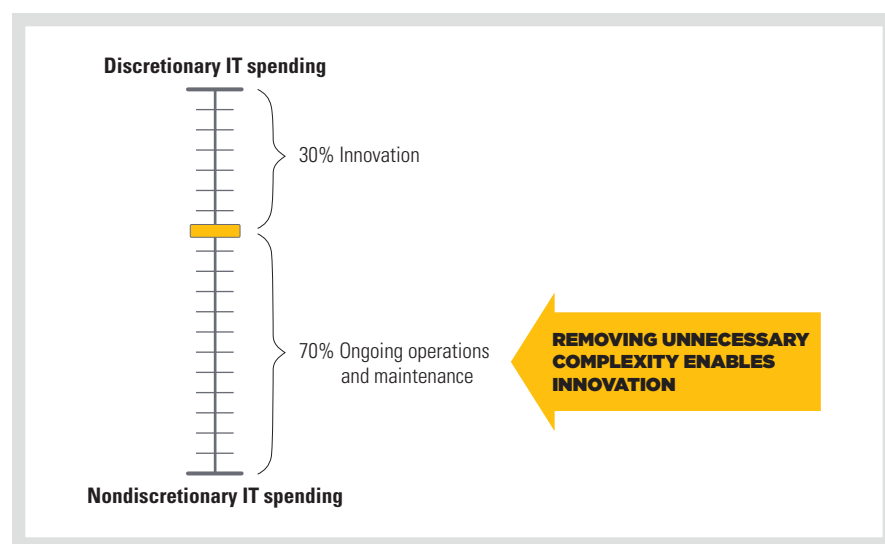 Discretionary IT spending
30% Innovation
70% Ongoing operations
and maintenance
REMOVING UNNECESSARY
COMPLEXITY ENABLES
INNOVATION
Nondiscretionary IT spending